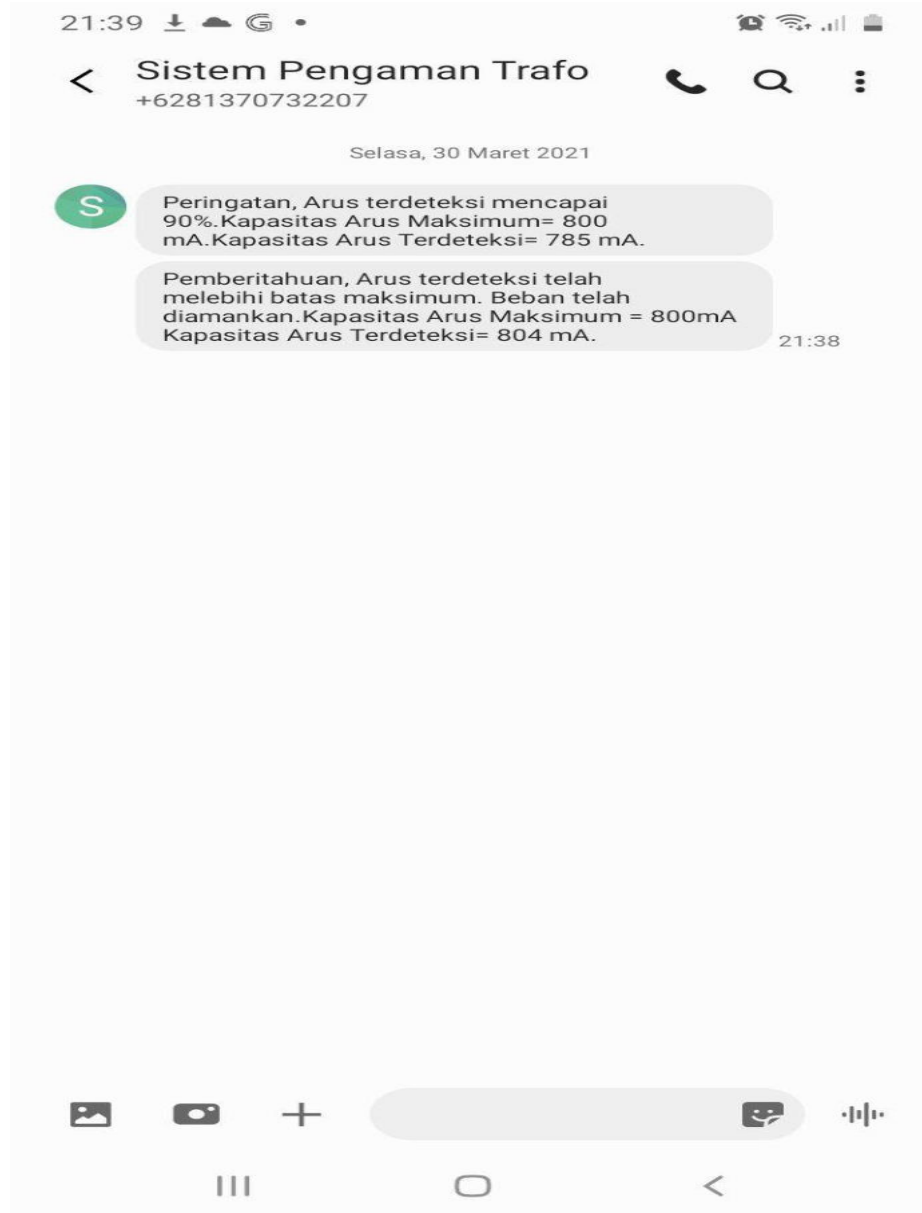 21:39
Sistem Pengaman Trafo
+6281370732207
Selasa, 30 Maret 2021
S
Peringatan, Arus terdeteksi mencapai
90%.Kapasitas Arus Maksimum= 800
mA.Kapasitas Arus Terdeteksi= 785 mA.
Pemberitahuan, Arus terdeteksi telah
melebihi batas maksimum. Beban telah
diamankan.Kapasitas Arus Maksimum = 800mA
Kapasitas Arus Terdeteksi= 804 mA.
21:38